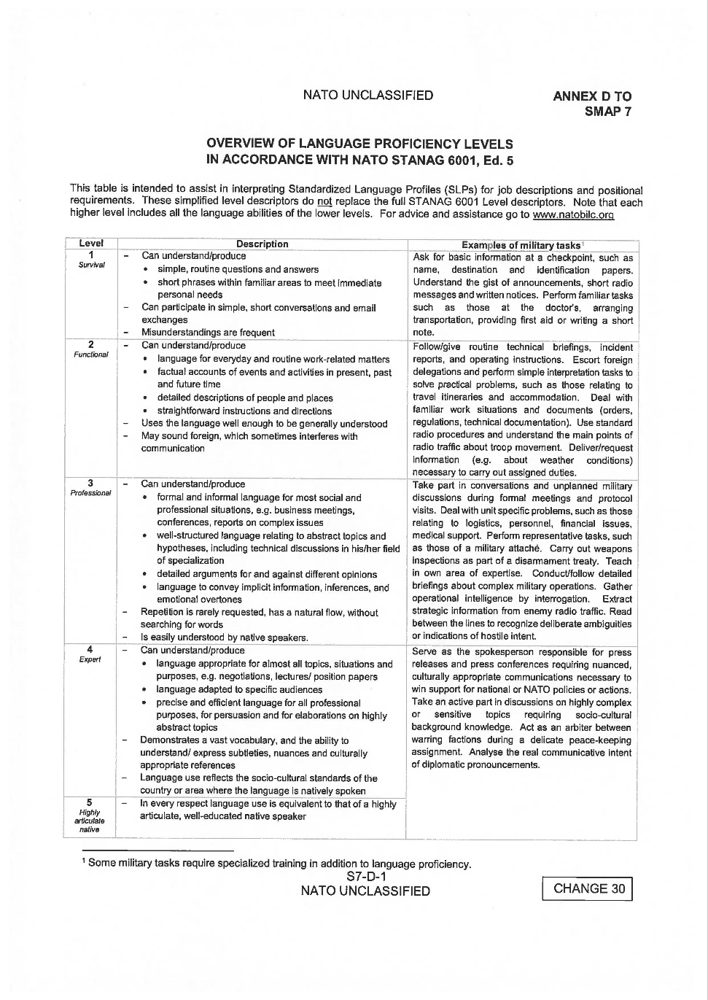 NATO UNCLASSIFIED
ANNEX D TO
SMAP 7
OVERVIEW OF LANGUAGE PROFICIENCY LEVELS
IN ACCORDANCE WITH NATO STANAG 6001, Ed. 5
This table is intended to assist in interpreting Standardized Language Profiles (SLPs) for job descriptions and positional
requirements. These simplified level descriptors do not replace the full STANAG 6001 Level descriptors. Note that each
higher level includes all the language abilities of the lower levels. For advice and assistance go to www.natobilc.org
Level
Description
Examples of military tasks¹
1
Survival
– Can understand/produce
• simple, routine questions and answers
• short phrases within familiar areas to meet immediate
personal needs
– Can participate in simple, short conversations and email
exchanges
– Misunderstandings are frequent
Ask for basic information at a checkpoint, such as
name, destination and identification papers.
Understand the gist of announcements, short radio
messages and written notices. Perform familiar tasks
such as those at the doctor's, arranging
transportation, providing first aid or writing a short
note.
2
Functional
– Can understand/produce
• language for everyday and routine work-related matters
• factual accounts of events and activities in present, past
and future time
• detailed descriptions of people and places
• straightforward instructions and directions
– Uses the language well enough to be generally understood
– May sound foreign, which sometimes interferes with
communication
Follow/give routine technical briefings, incident
reports, and operating instructions. Escort foreign
delegations and perform simple interpretation tasks to
solve practical problems, such as those relating to
travel itineraries and accommodation. Deal with
familiar work situations and documents (orders,
regulations, technical documentation). Use standard
radio procedures and understand the main points of
radio traffic about troop movement. Deliver/request
information (e.g. about weather conditions)
necessary to carry out assigned duties.
3
Professional
– Can understand/produce
• formal and informal language for most social and
professional situations, e.g. business meetings,
conferences, reports on complex issues
• well-structured language relating to abstract topics and
hypotheses, including technical discussions in his/her field
of specialization
• detailed arguments for and against different opinions
• language to convey implicit information, inferences, and
emotional overtones
– Repetition is rarely requested, has a natural flow, without
searching for words
– Is easily understood by native speakers.
Take part in conversations and unplanned military
discussions during formal meetings and protocol
visits. Deal with unit specific problems, such as those
relating to logistics, personnel, financial issues,
medical support. Perform representative tasks, such
as those of a military attaché. Carry out weapons
inspections as part of a disarmament treaty. Teach
in own area of expertise. Conduct/follow detailed
briefings about complex military operations. Gather
operational intelligence by interrogation. Extract
strategic information from enemy radio traffic. Read
between the lines to recognize deliberate ambiguities
or indications of hostile intent.
4
Expert
– Can understand/produce
• language appropriate for almost all topics, situations and
purposes, e.g. negotiations, lectures/ position papers
• language adapted to specific audiences
• precise and efficient language for all professional
purposes, for persuasion and for elaborations on highly
abstract topics
– Demonstrates a vast vocabulary, and the ability to
understand/ express subtleties, nuances and culturally
appropriate references
– Language use reflects the socio-cultural standards of the
country or area where the language is natively spoken
Serve as the spokesperson responsible for press
releases and press conferences requiring nuanced,
culturally appropriate communications necessary to
win support for national or NATO policies or actions.
Take an active part in discussions on highly complex
or sensitive topics requiring socio-cultural
background knowledge. Act as an arbiter between
warring factions during a delicate peace-keeping
assignment. Analyse the real communicative intent
of diplomatic pronouncements.
5
Highly
articulate
native
– In every respect language use is equivalent to that of a highly
articulate, well-educated native speaker
¹ Some military tasks require specialized training in addition to language proficiency.
S7-D-1
NATO UNCLASSIFIED
CHANGE 30